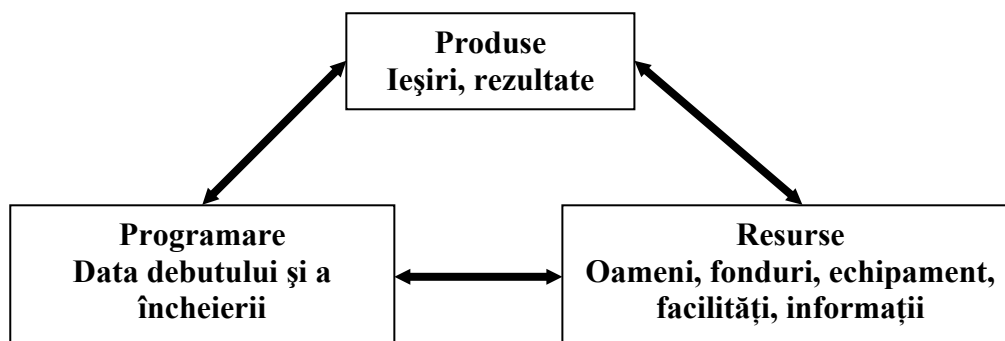 Produse
Ieşiri, rezultate
Programare
Data debutului şi a
încheierii
Resurse
Oameni, fonduri, echipament,
facilități, informații